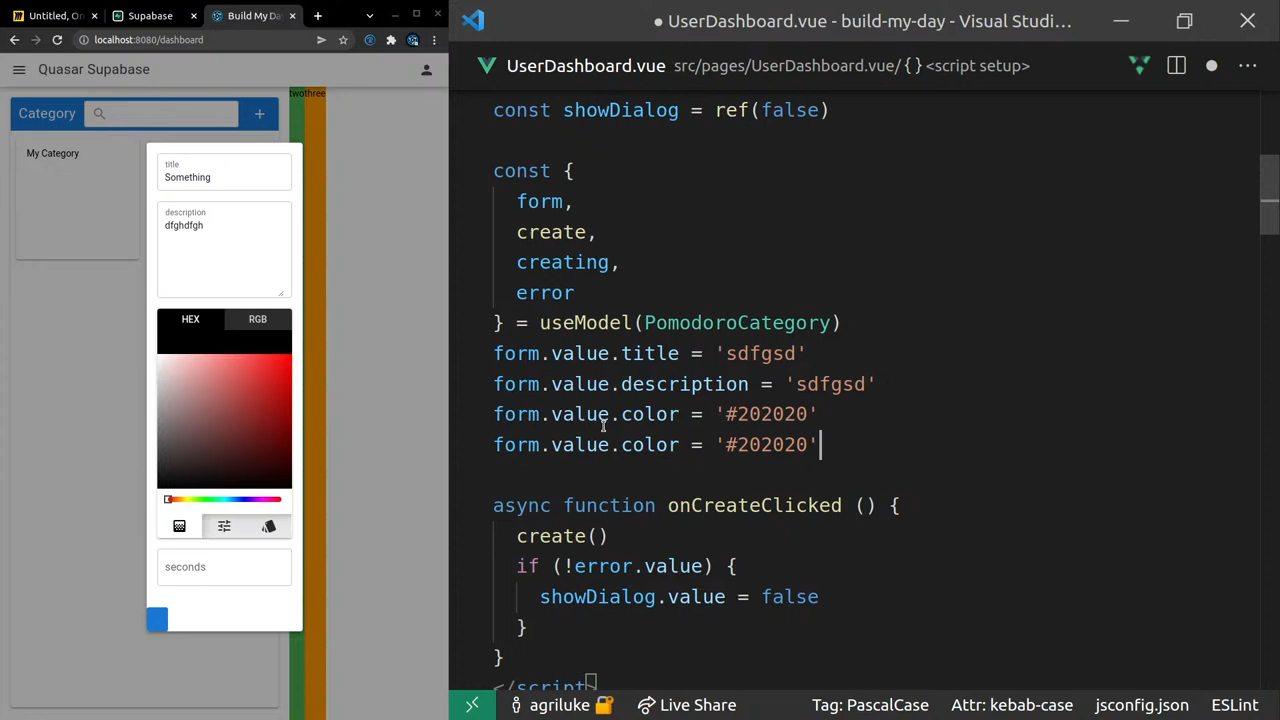 Untitled, On
Supabase
Build My Da
UserDashboard.vue - build-my-day - Visual Studi...
localhost:8080/dashboard
UserDashboard.vue src/pages/UserDashboard.vue/{} <script setup>
Quasar Supabase
Category
twothree
My Category
title
Something
description
dfghdfgh
HEX
RGB
seconds
const showDialog = ref(false)
const {
form,
create,
creating,
error
} = useModel(PomodoroCategory)
form.value.title = 'sdfgsd'
form.value.description = 'sdfgsd'
form.value.color = '#202020'
form.value.color = '#202020'
async function onCreateClicked () {
create()
if (!error.value) {
showDialog.value = false
}
}
</script>
agriluke
Live Share
Tag: PascalCase
Attr: kebab-case
jsconfig.json
ESLint